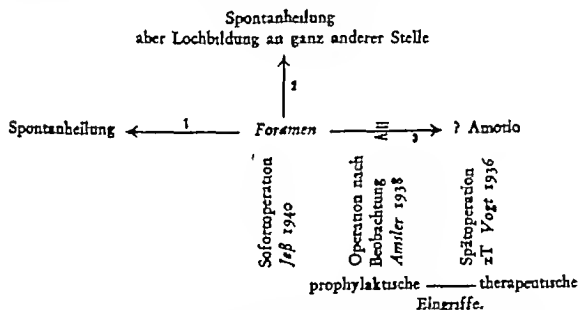 Spontanheilung
aber Lochbildung an ganz anderer Stelle
2
Spontanheilung 1 Foramen 3 ? Amotio
Sofortoperation
Jeß 1940
Operation nach
Beobachtung
Amsler 1938
Spätoperation
zT Vogt 1936
prophylaktische — therapeutische
Eingriffe.